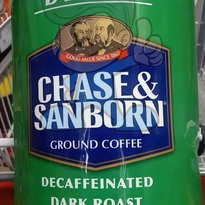 GOOD VALUE SINCE 1862
CHASE &
SANBORN®
GROUND COFFEE
DECAFFEINATED
DARK ROAST